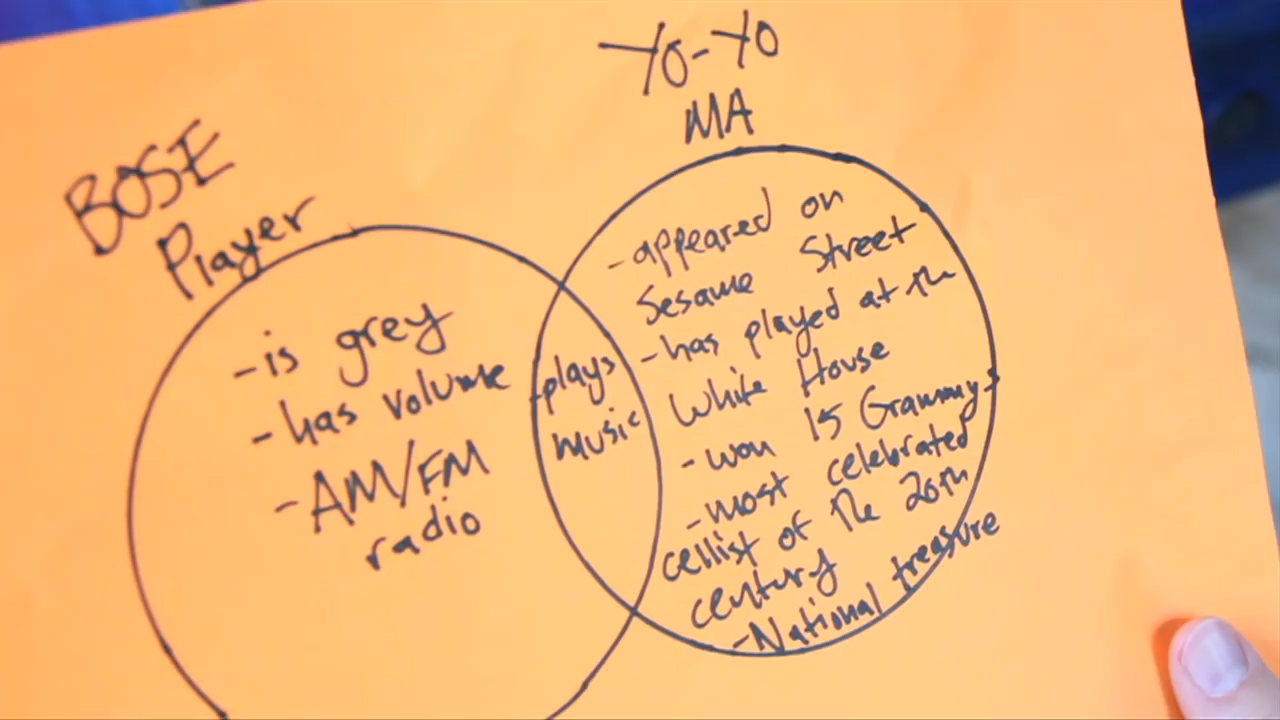 YO-YO
MA
BOSE
Player
-is grey
-has volume
-AM/FM
radio
-plays
music
-appeared on
Sesame Street
-has played at the
White House
-won 15 Grammys
-most celebrated
cellist of the 20th
century
-National treasure